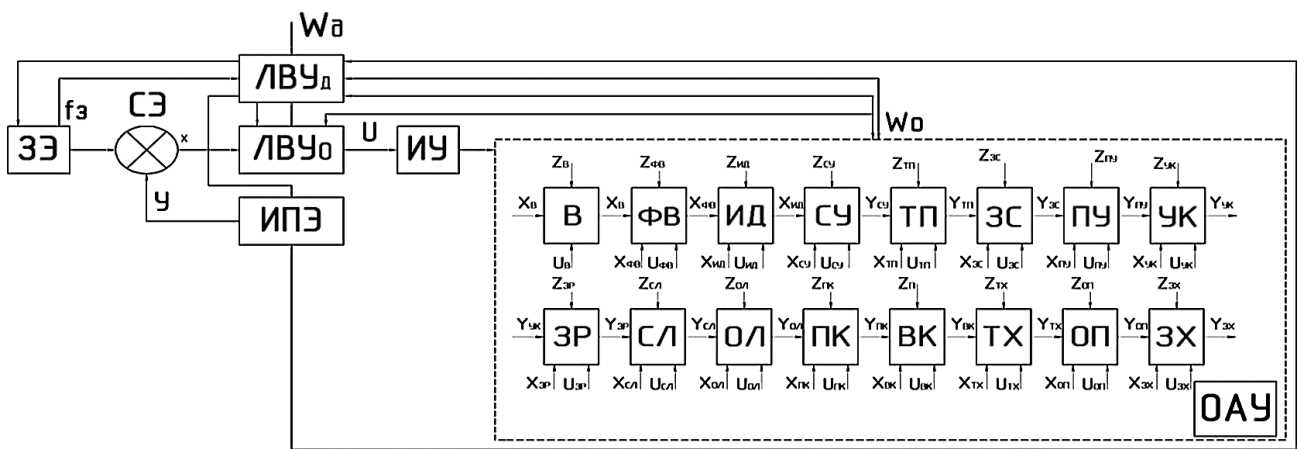 Wд
ЛВУд
fз
СЭ
ЗЭ
x
ЛВУо
U
ИУ
Wо
У
ИПЭ
Zв Zфв Zид Zсу Zтп Zзс Zпу Zук
Xв В Xв ФВ Xфв ИД Xид СУ Yсу ТП Yтп ЗС Yзс ПУ Yпу УК Yук
Uв Xфв Uфв Xид Uид Xсу Uсу Xтп Uтп Xзс Uзс Xпу Uпу Xук Uук
Zзр Zсл Zол Zпк Zп Zтх Zоп Zзх
Yук ЗР Yзр СЛ Yсл ОЛ Yол ПК Yпк ВК Yвк ТХ Yтх ОП Yоп ЗХ Yзх
Xзр Uзр Xсл Uсл Xол Uол Xпк Uпк Xвк Uвк Xтх Uтх Xоп Uоп Xзх Uзх
ОАУ